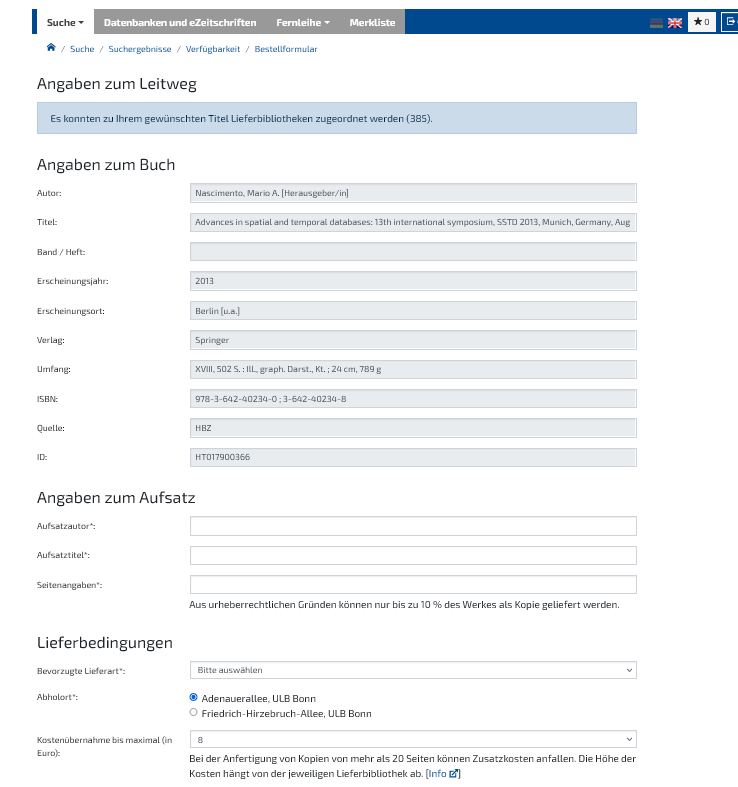 Suche Datenbanken und eZeitschriften Fernleihe Merkliste 0
/ Suche / Suchergebnisse / Verfügbarkeit / Bestellformular
Angaben zum Leitweg
Es konnten zu Ihrem gewünschten Titel Lieferbibliotheken zugeordnet werden (385).
Angaben zum Buch
Autor: Nascimento, Mario A. [Herausgeber/in]
Titel: Advances in spatial and temporal databases: 13th international symposium, SSTD 2013, Munich, Germany, Aug
Band / Heft:
Erscheinungsjahr: 2013
Erscheinungsort: Berlin [u.a.]
Verlag: Springer
Umfang: XVIII, 502 S. : Ill., graph. Darst., Kt. ; 24 cm, 789 g
ISBN: 978-3-642-40234-0 ; 3-642-40234-8
Quelle: HBZ
ID: HT017900366
Angaben zum Aufsatz
Aufsatzautor*:
Aufsatztitel*:
Seitenangaben*:
Aus urheberrechtlichen Gründen können nur bis zu 10 % des Werkes als Kopie geliefert werden.
Lieferbedingungen
Bevorzugte Lieferart*: Bitte auswählen
Abholort*: Adenauerallee, ULB Bonn
Friedrich-Hirzebruch-Allee, ULB Bonn
Kostenübernahme bis maximal (in 8
Euro):
Bei der Anfertigung von Kopien von mehr als 20 Seiten können Zusatzkosten anfallen. Die Höhe der
Kosten hängt von der jeweiligen Lieferbibliothek ab. [Info]